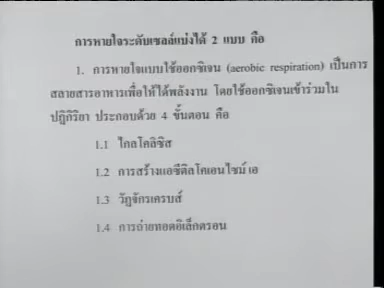 การหายใจระดับเซลล์แบ่งได้ 2 แบบ คือ
1. การหายใจแบบใช้ออกซิเจน (aerobic respiration) เป็นการ
สลายสารอาหารเพื่อให้ได้พลังงาน โดยใช้ออกซิเจนเข้าร่วมใน
ปฏิกิริยา ประกอบด้วย 4 ขั้นตอน คือ
1.1 ไกลโคลิซิส
1.2 การสร้างแอซีติลโคเอนไซม์ เอ
1.3 วัฏจักรเครบส์
1.4 การถ่ายทอดอิเล็กตรอน